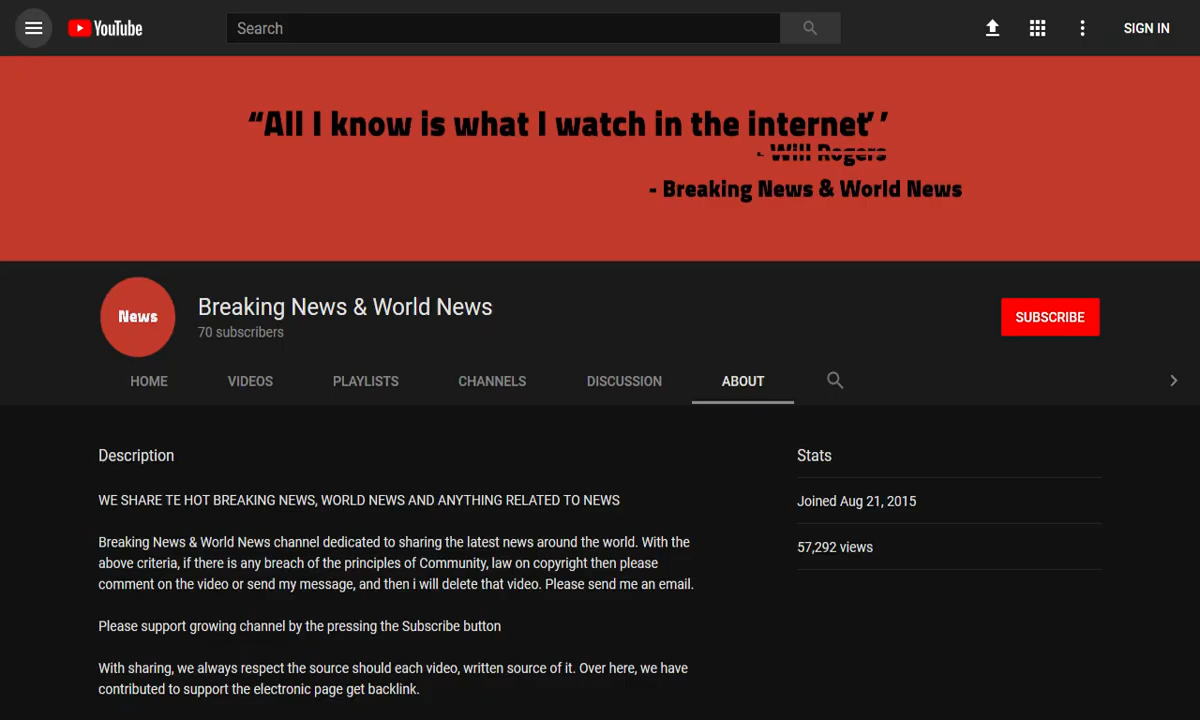 YouTube
Search
SIGN IN
“All I know is what I watch in the internet’’
- Will Rogers
- Breaking News & World News
News
Breaking News & World News
70 subscribers
SUBSCRIBE
HOME VIDEOS PLAYLISTS CHANNELS DISCUSSION ABOUT
Description
WE SHARE TE HOT BREAKING NEWS, WORLD NEWS AND ANYTHING RELATED TO NEWS
Breaking News & World News channel dedicated to sharing the latest news around the world. With the
above criteria, if there is any breach of the principles of Community, law on copyright then please
comment on the video or send my message, and then i will delete that video. Please send me an email.
Please support growing channel by the pressing the Subscribe button
With sharing, we always respect the source should each video, written source of it. Over here, we have
contributed to support the electronic page get backlink.
Stats
Joined Aug 21, 2015
57,292 views